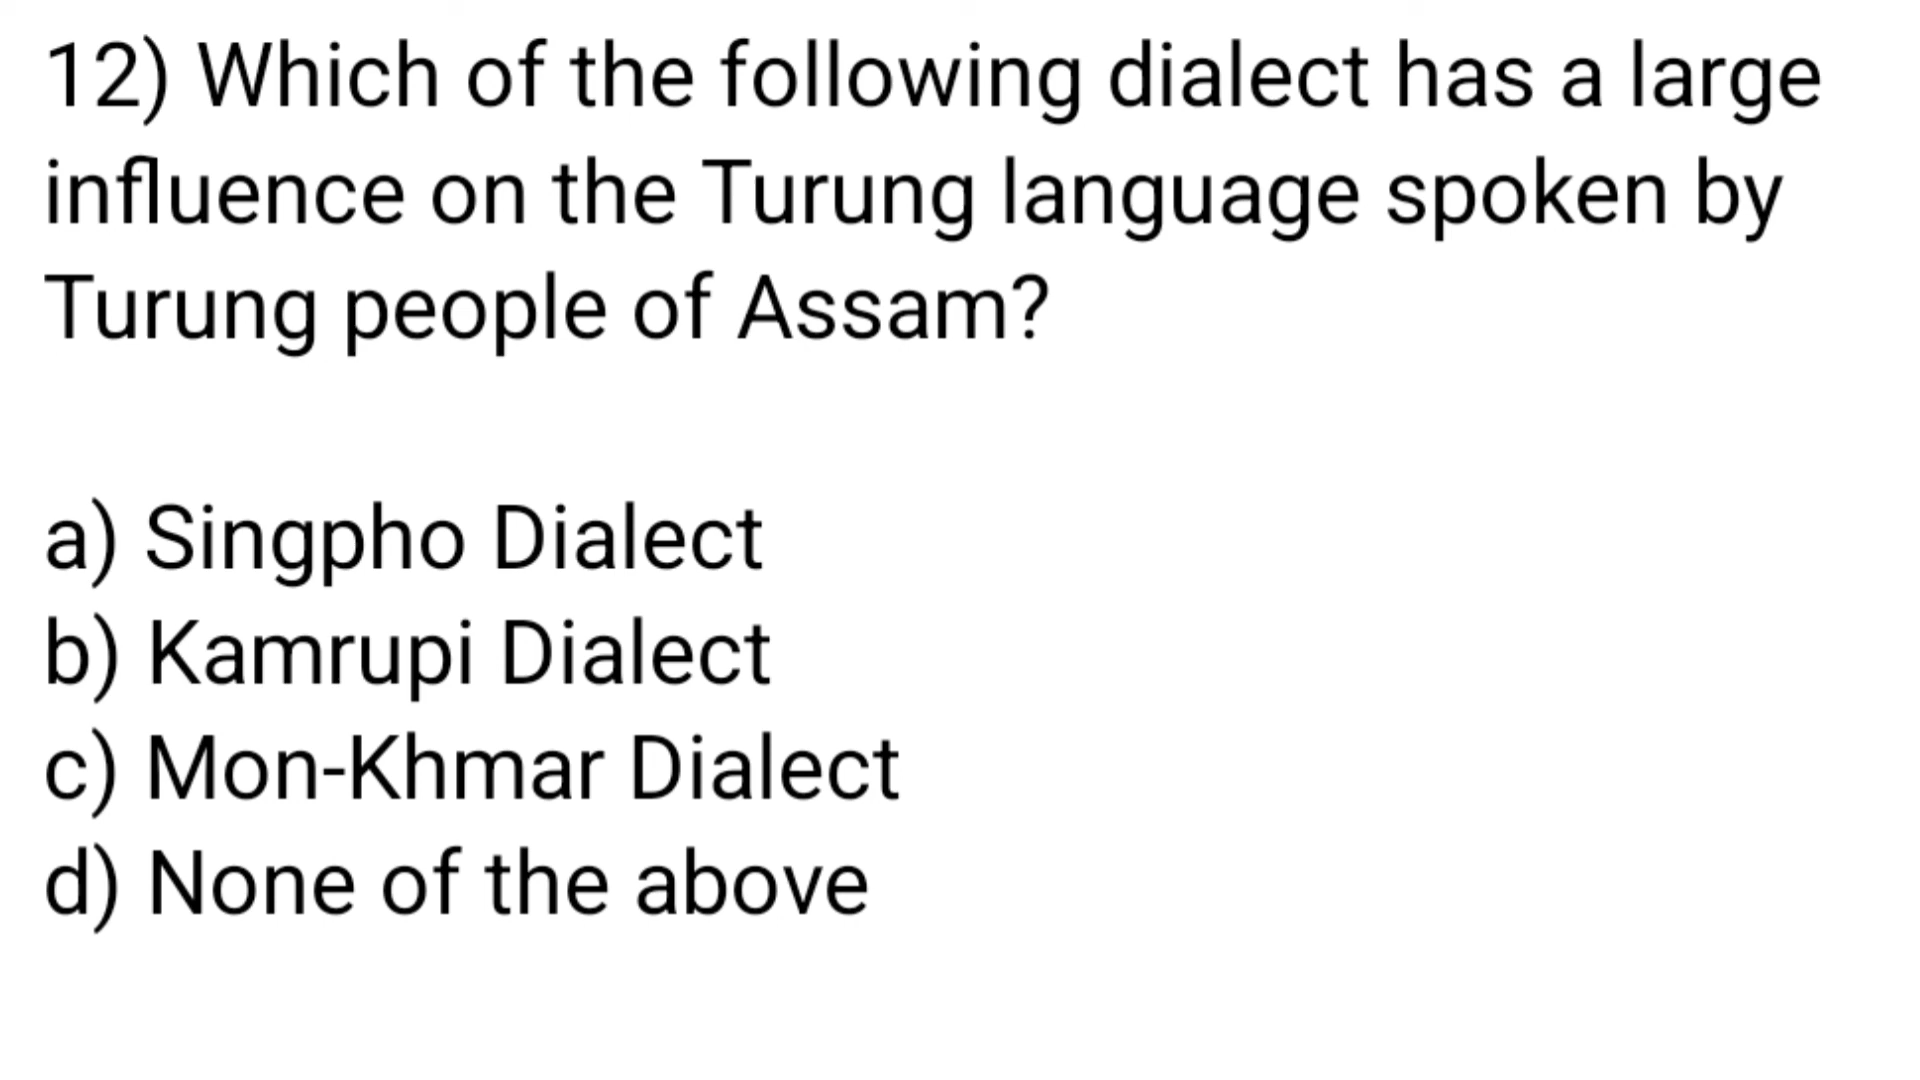 12) Which of the following dialect has a large
influence on the Turung language spoken by
Turung people of Assam?
a) Singpho Dialect
b) Kamrupi Dialect
c) Mon-Khmar Dialect
d) None of the above